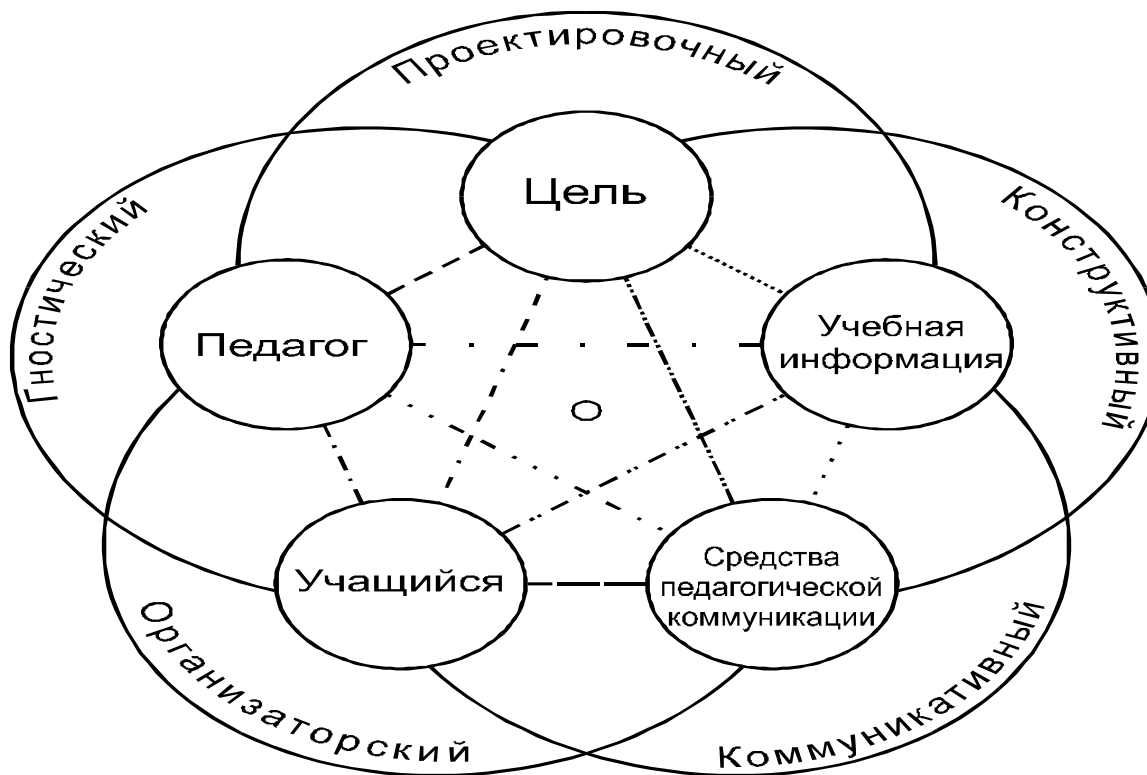 Проектировочный
Гностический
Конструктивный
Цель
Педагог
Учебная
информация
Учащийся
Средства
педагогической
коммуникации
Организаторский
Коммуникативный